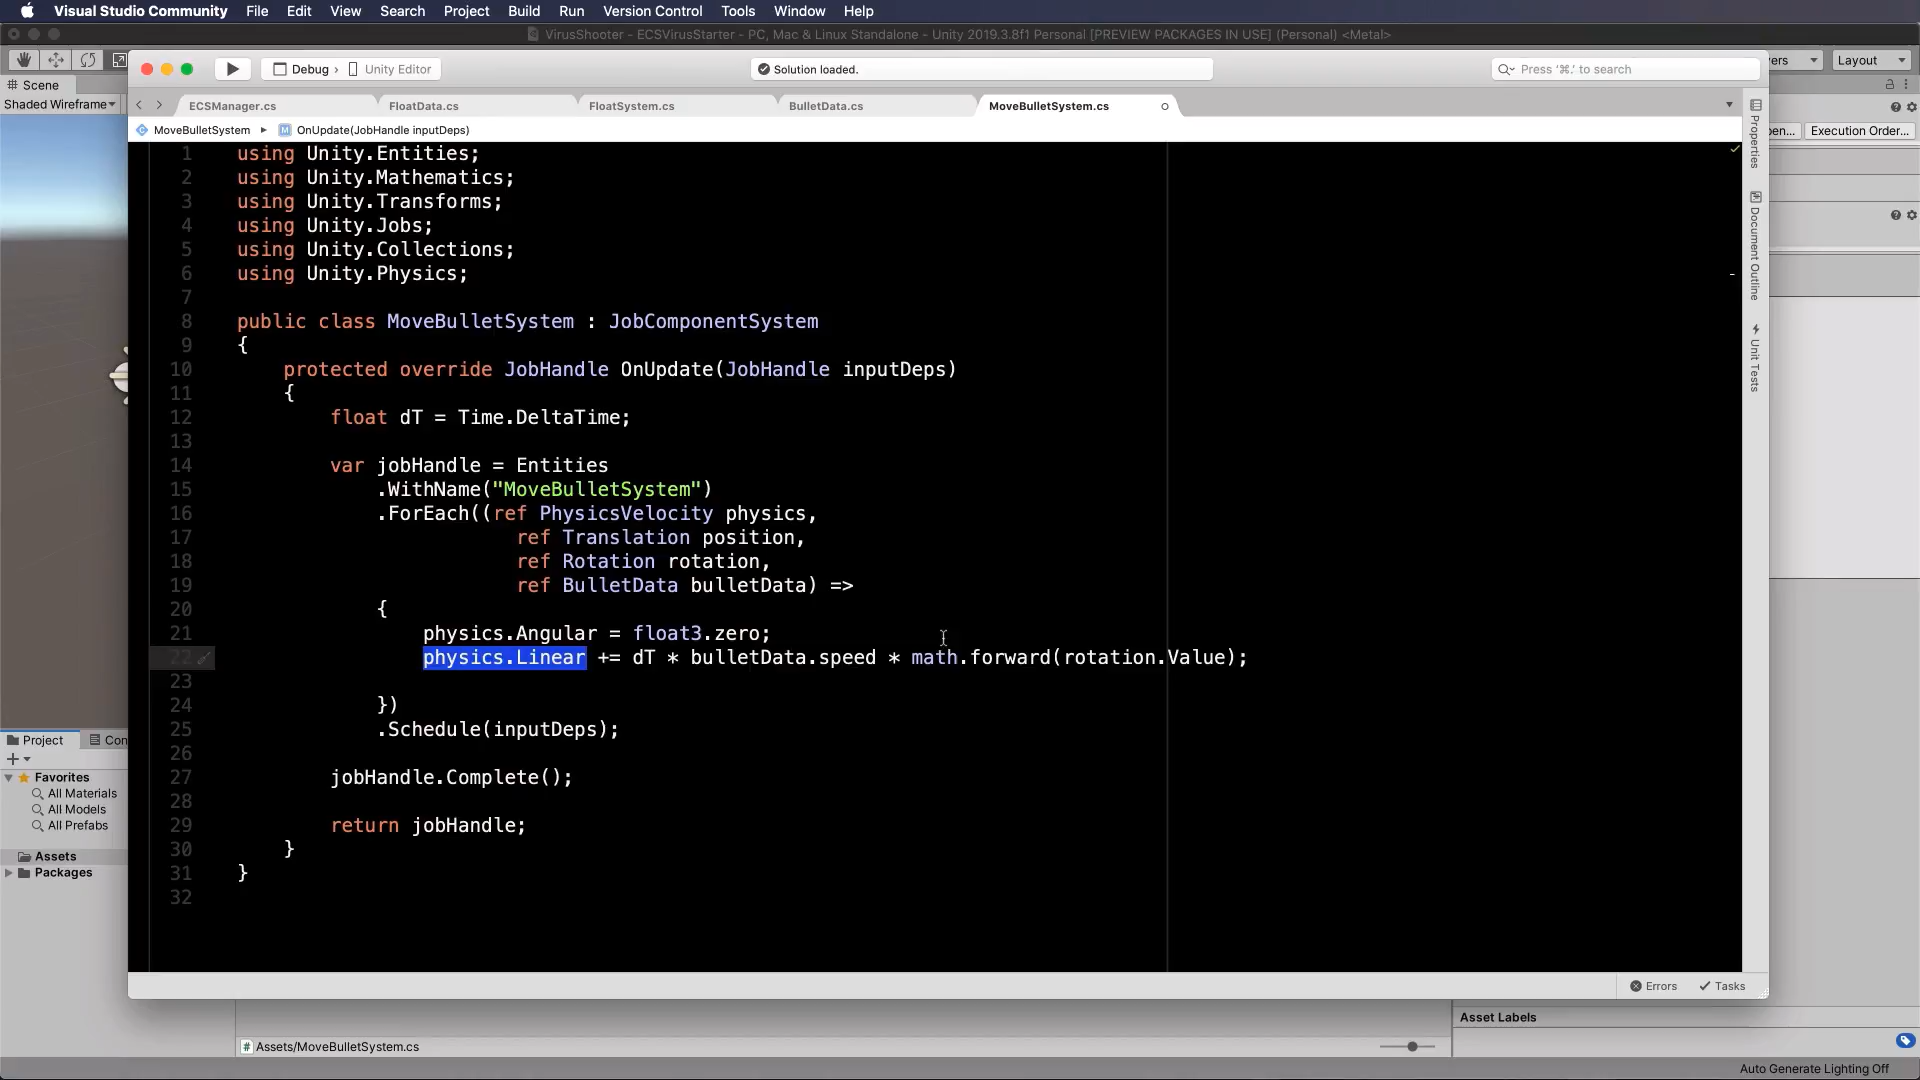 Visual Studio Community File Edit View Search Project Build Run Version Control Tools Window Help
VirusShooter - ECSVirusStarter - PC, Mac & Linux Standalone - Unity 2019.3.8f1 Personal [PREVIEW PACKAGES IN USE] (Personal) <Metal>
Debug › Unity Editor
Solution loaded.
Press '⌘.' to search
Layout
# Scene
Shaded Wireframe
ECSManager.cs FloatData.cs FloatSystem.cs BulletData.cs MoveBulletSystem.cs
Execution Order...
MoveBulletSystem ▸ M OnUpdate(JobHandle inputDeps)
Properties
Document Outline
Unit Tests
1 using Unity.Entities;
2 using Unity.Mathematics;
3 using Unity.Transforms;
4 using Unity.Jobs;
5 using Unity.Collections;
6 using Unity.Physics;
7
8 public class MoveBulletSystem : JobComponentSystem
9 {
10 protected override JobHandle OnUpdate(JobHandle inputDeps)
11 {
12 float dT = Time.DeltaTime;
13
14 var jobHandle = Entities
15 .WithName("MoveBulletSystem")
16 .ForEach((ref PhysicsVelocity physics,
17 ref Translation position,
18 ref Rotation rotation,
19 ref BulletData bulletData) =>
20 {
21 physics.Angular = float3.zero;
22 physics.Linear += dT * bulletData.speed * math.forward(rotation.Value);
23
24 })
25 .Schedule(inputDeps);
26
27 jobHandle.Complete();
28
29 return jobHandle;
30 }
31 }
32
Project Con
Favorites
All Materials
All Models
All Prefabs
Assets
Packages
Errors Tasks
Asset Labels
# Assets/MoveBulletSystem.cs
Auto Generate Lighting Off